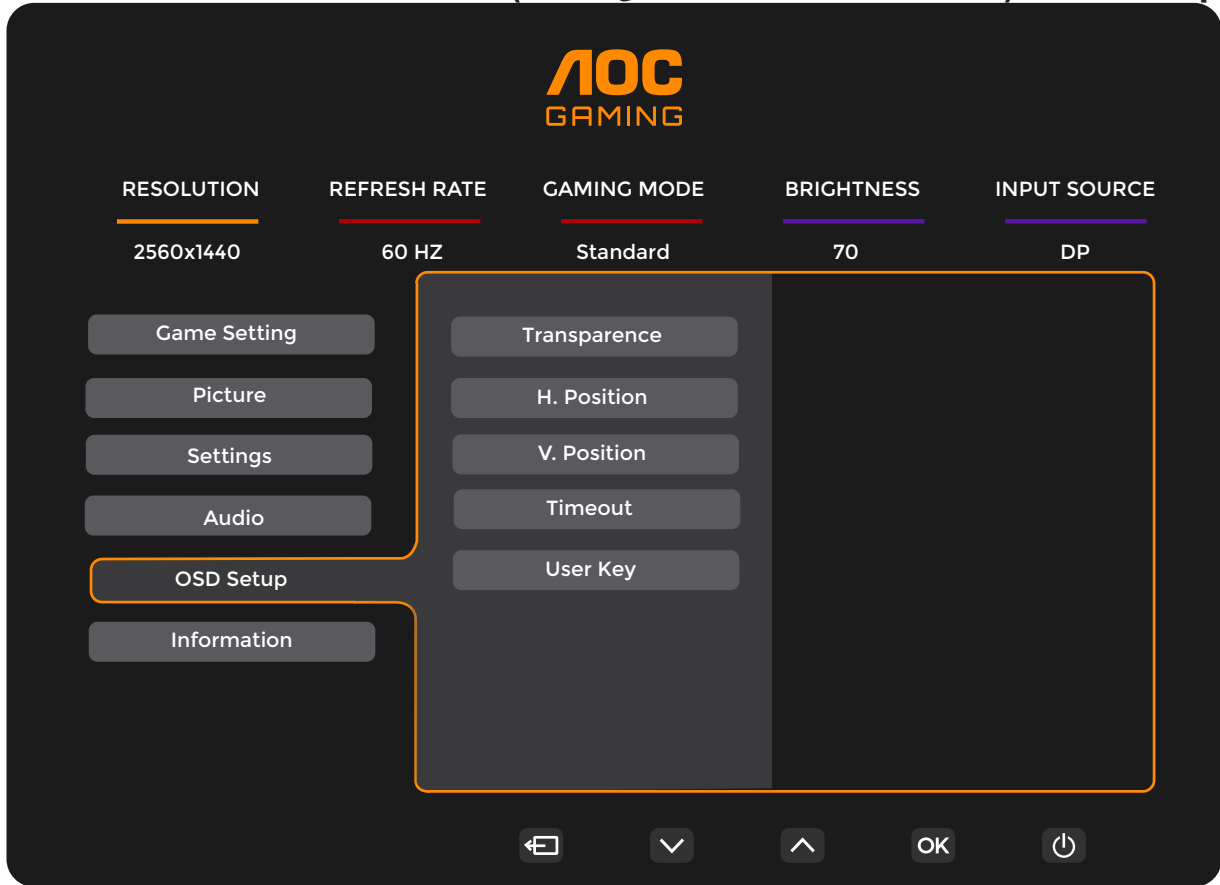 AOC
GAMING
RESOLUTION REFRESH RATE GAMING MODE BRIGHTNESS INPUT SOURCE
2560x1440 60 HZ Standard 70 DP
Game Setting
Picture
Settings
Audio
OSD Setup
Information
Transparence
H. Position
V. Position
Timeout
User Key
OK